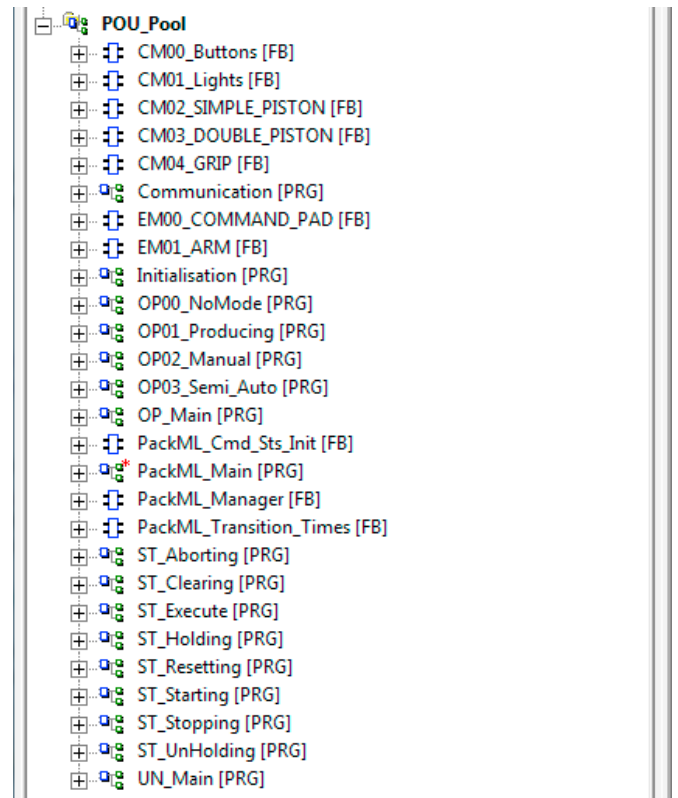 POU_Pool
CM00_Buttons [FB]
CM01_Lights [FB]
CM02_SIMPLE_PISTON [FB]
CM03_DOUBLE_PISTON [FB]
CM04_GRIP [FB]
Communication [PRG]
EM00_COMMAND_PAD [FB]
EM01_ARM [FB]
Initialisation [PRG]
OP00_NoMode [PRG]
OP01_Producing [PRG]
OP02_Manual [PRG]
OP03_Semi_Auto [PRG]
OP_Main [PRG]
PackML_Cmd_Sts_Init [FB]
PackML_Main [PRG]
PackML_Manager [FB]
PackML_Transition_Times [FB]
ST_Aborting [PRG]
ST_Clearing [PRG]
ST_Execute [PRG]
ST_Holding [PRG]
ST_Resetting [PRG]
ST_Starting [PRG]
ST_Stopping [PRG]
ST_UnHolding [PRG]
UN_Main [PRG]